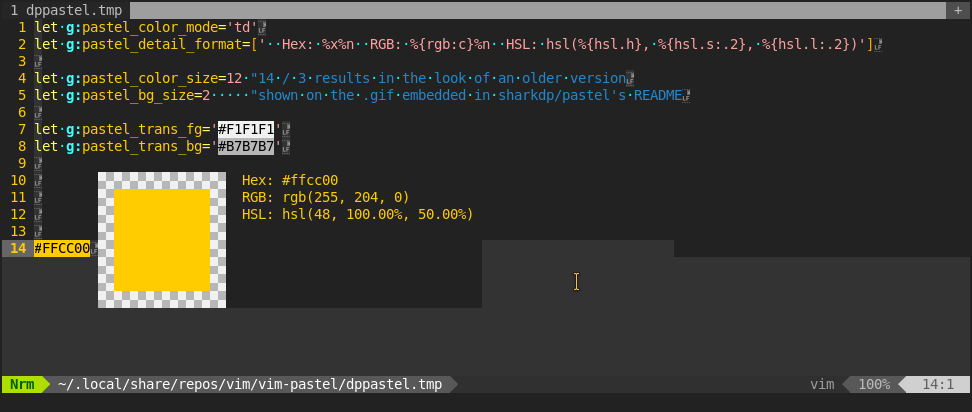 1 dppastel.tmp +
1 let g:pastel_color_mode='td'
2 let·g:pastel_detail_format=['··Hex:·%x%n··RGB:·%{rgb:c}%n··HSL:·hsl(%{hsl.h},·%{hsl.s:.2},·%{hsl.l:.2})']
3
4 let·g:pastel_color_size=12·"14·/·3·results·in·the·look·of·an·older·version
5 let·g:pastel_bg_size=2·····"shown·on·the·.gif·embedded·in·sharkdp/pastel's·README
6
7 let·g:pastel_trans_fg='#F1F1F1'
8 let·g:pastel_trans_bg='#B7B7B7'
9
10 Hex: #ffcc00
11 RGB: rgb(255, 204, 0)
12 HSL: hsl(48, 100.00%, 50.00%)
13
14 #FFCC00
Nrm ~/.local/share/repos/vim/vim-pastel/dppastel.tmp vim 100% 14:1